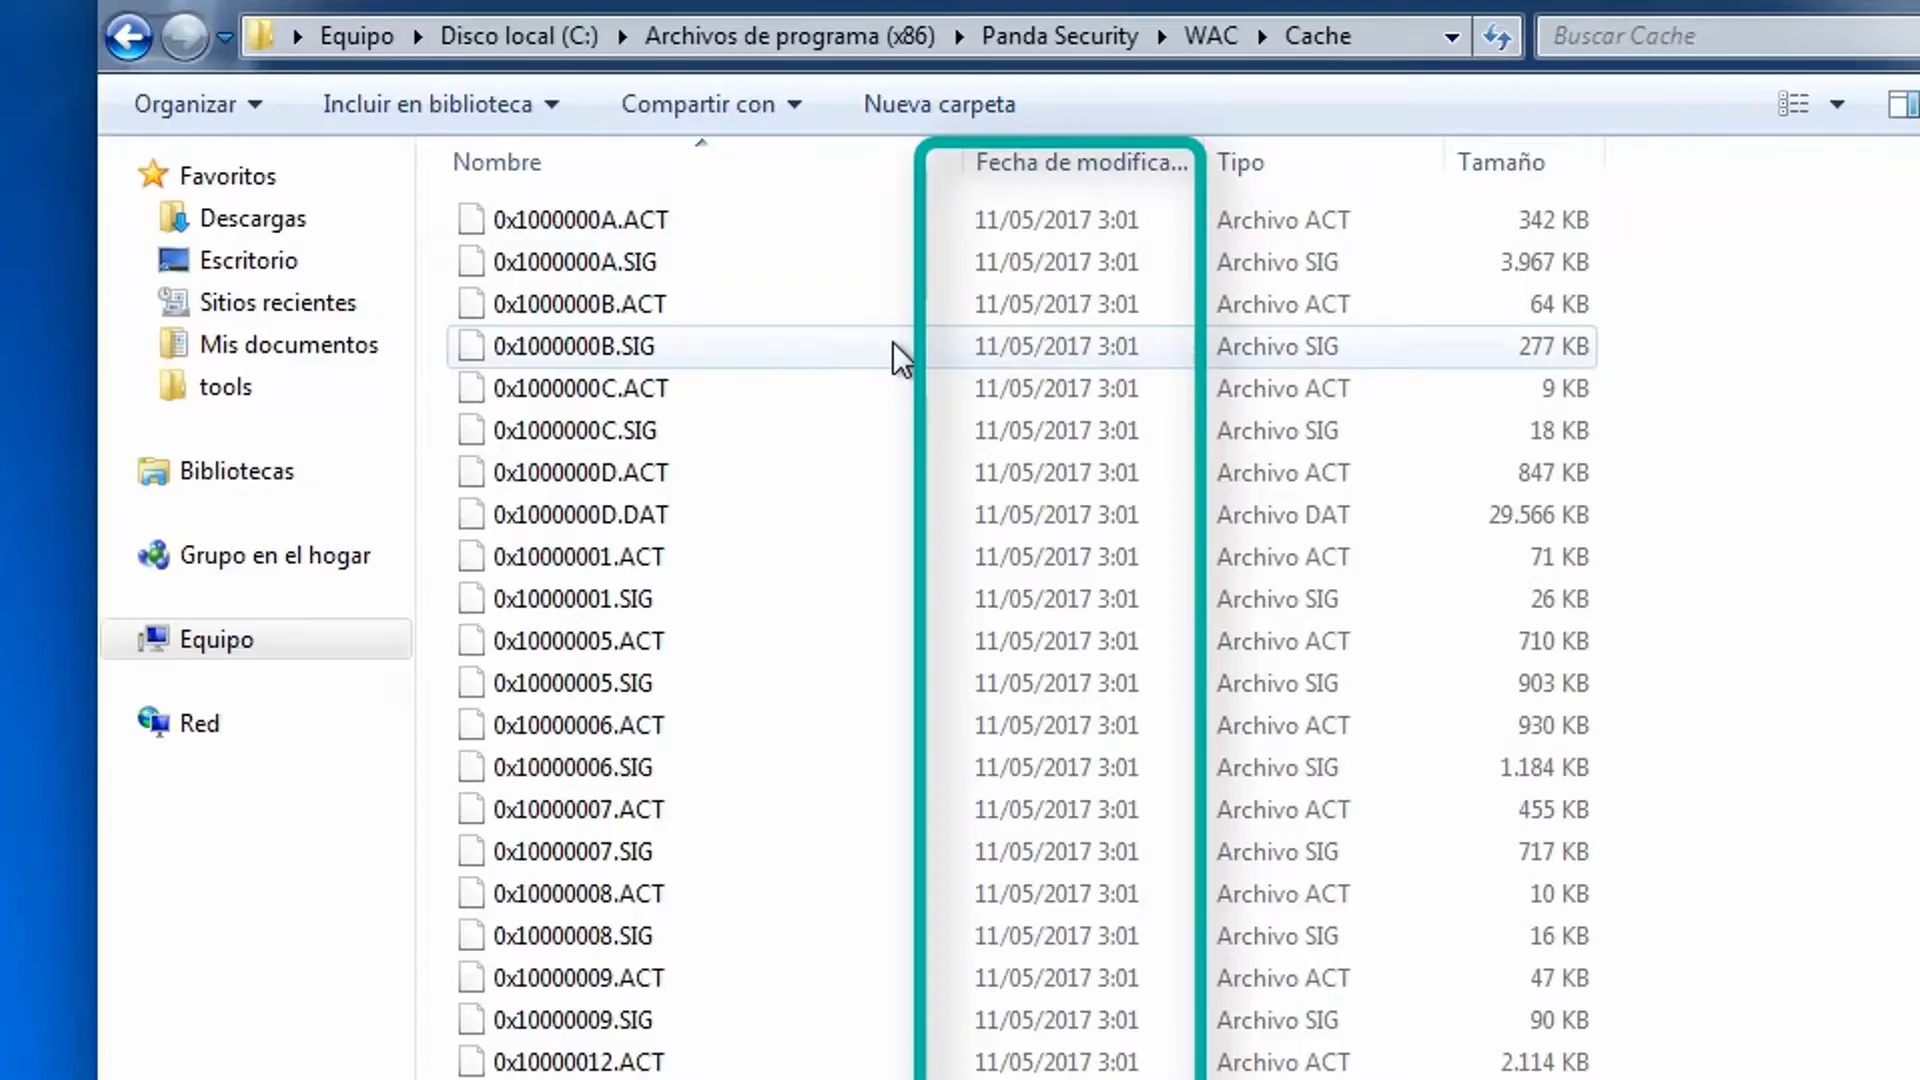 Equipo Disco local (C:) Archivos de programa (x86) Panda Security WAC Cache Buscar Cache
Organizar Incluir en biblioteca Compartir con Nueva carpeta
Nombre Fecha de modifica... Tipo Tamaño
Favoritos
Descargas
Escritorio
Sitios recientes
Mis documentos
tools
Bibliotecas
Grupo en el hogar
Equipo
Red
0x1000000A.ACT 11/05/2017 3:01 Archivo ACT 342 KB
0x1000000A.SIG 11/05/2017 3:01 Archivo SIG 3.967 KB
0x1000000B.ACT 11/05/2017 3:01 Archivo ACT 64 KB
0x1000000B.SIG 11/05/2017 3:01 Archivo SIG 277 KB
0x1000000C.ACT 11/05/2017 3:01 Archivo ACT 9 KB
0x1000000C.SIG 11/05/2017 3:01 Archivo SIG 18 KB
0x1000000D.ACT 11/05/2017 3:01 Archivo ACT 847 KB
0x1000000D.DAT 11/05/2017 3:01 Archivo DAT 29.566 KB
0x10000001.ACT 11/05/2017 3:01 Archivo ACT 71 KB
0x10000001.SIG 11/05/2017 3:01 Archivo SIG 26 KB
0x10000005.ACT 11/05/2017 3:01 Archivo ACT 710 KB
0x10000005.SIG 11/05/2017 3:01 Archivo SIG 903 KB
0x10000006.ACT 11/05/2017 3:01 Archivo ACT 930 KB
0x10000006.SIG 11/05/2017 3:01 Archivo SIG 1.184 KB
0x10000007.ACT 11/05/2017 3:01 Archivo ACT 455 KB
0x10000007.SIG 11/05/2017 3:01 Archivo SIG 717 KB
0x10000008.ACT 11/05/2017 3:01 Archivo ACT 10 KB
0x10000008.SIG 11/05/2017 3:01 Archivo SIG 16 KB
0x10000009.ACT 11/05/2017 3:01 Archivo ACT 47 KB
0x10000009.SIG 11/05/2017 3:01 Archivo SIG 90 KB
0x10000012.ACT 11/05/2017 3:01 Archivo ACT 2.114 KB